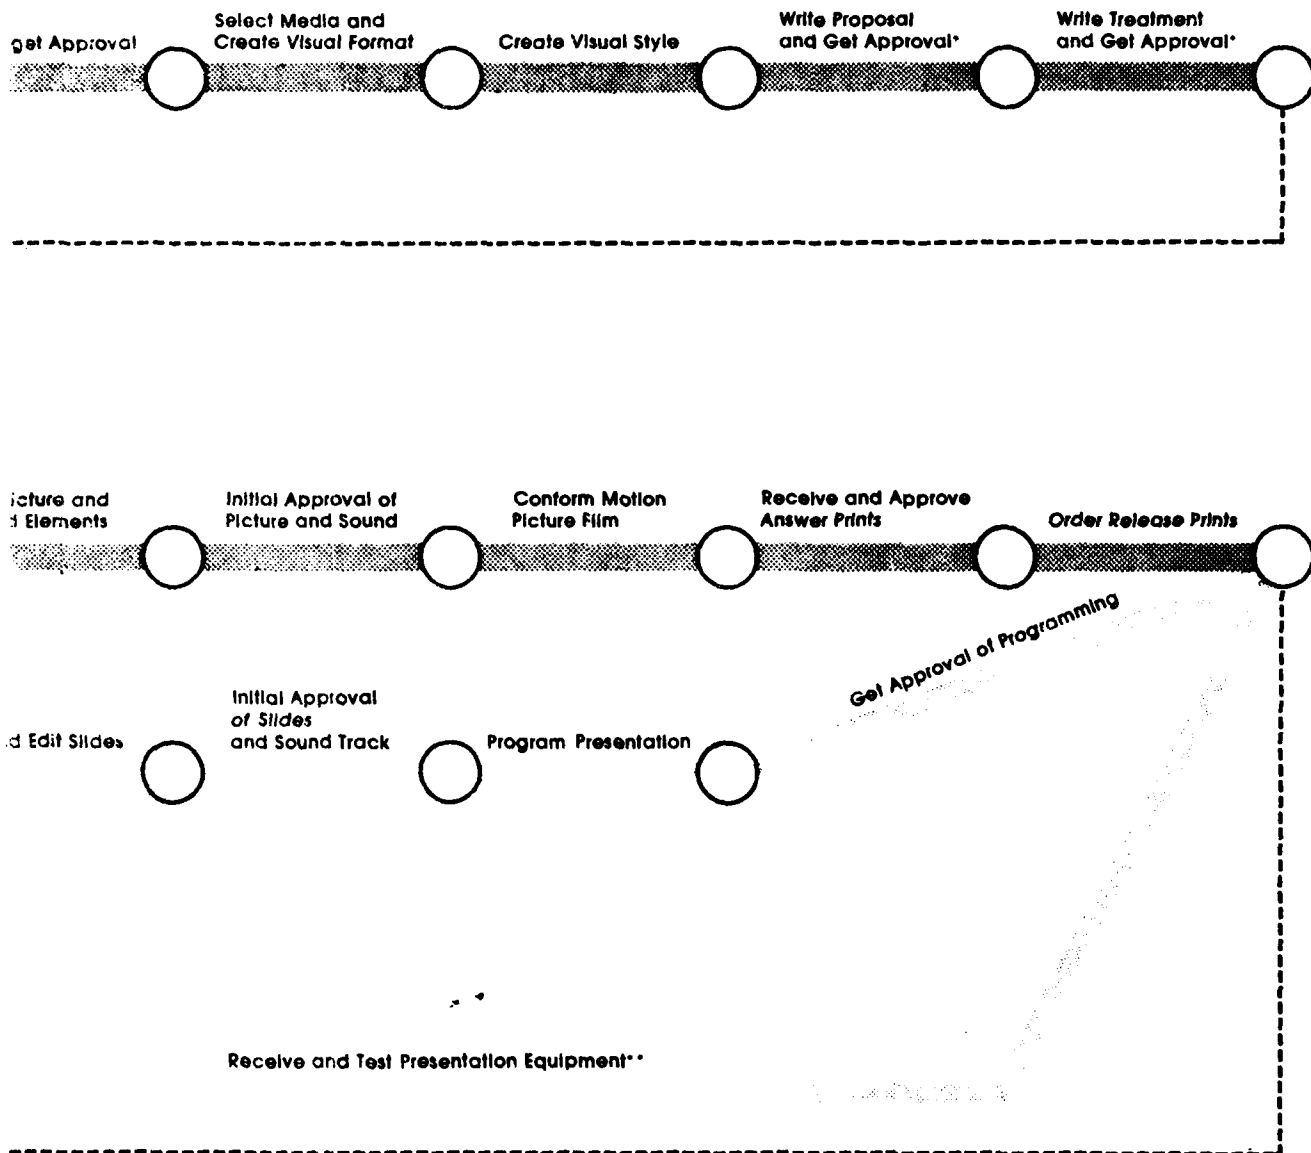 get Approval
Select Media and
Create Visual Format
Create Visual Style
Write Proposal
and Get Approval*
Write Treatment
and Get Approval*
and
Elements
Initial Approval of
Picture and Sound
Conform Motion
Picture Film
Receive and Approve
Answer Prints
Order Release Prints
Get Approval of Programming
Edit Slides
Initial Approval
of Slides
and Sound Track
Program Presentation
Receive and Test Presentation Equipment**